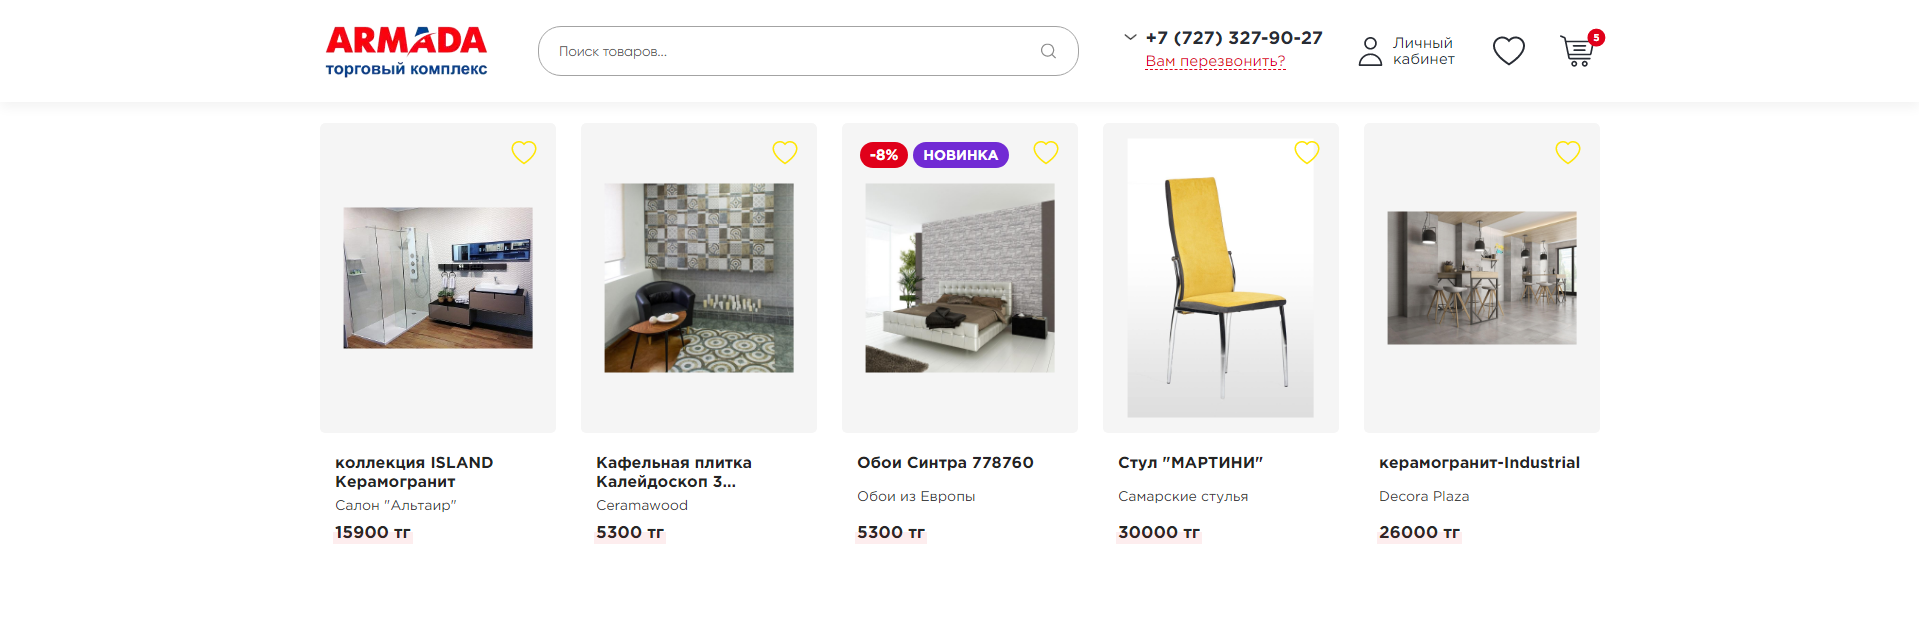 ARMADA
торговый комплекс
Поиск товаров...
+7 (727) 327-90-27
Вам перезвонить?
Личный
кабинет
5
-8% НОВИНКА
коллекция ISLAND
Керамогранит
Салон "Альтаир"
15900 тг
Кафельная плитка
Калейдоскоп 3...
Ceramawood
5300 тг
Обои Синтра 778760
Обои из Европы
5300 тг
Стул "МАРТИНИ"
Самарские стулья
30000 тг
керамогранит-Industrial
Decora Plaza
26000 тг